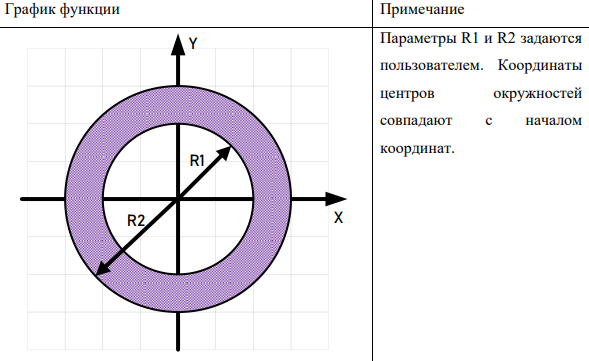 График функции
Примечание
Y
R1
X
R2
Параметры R1 и R2 задаются
пользователем. Координаты
центров окружностей
совпадают с началом
координат.